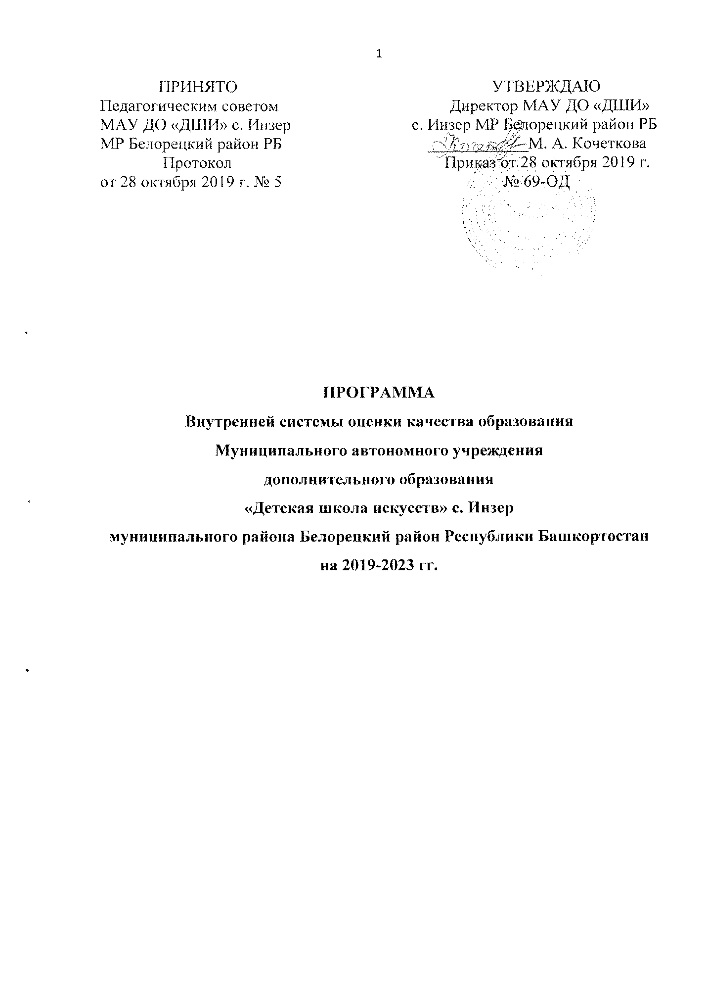 1
ПРИНЯТО
Педагогическим советом
МАУ ДО «ДШИ» с. Инзер
МР Белорецкий район РБ
Протокол
от 28 октября 2019 г. № 5
УТВЕРЖДАЮ
Директор МАУ ДО «ДШИ»
с. Инзер МР Белорецкий район РБ
М. А. Кочеткова
Приказ от 28 октября 2019 г.
№ 69-ОД
ПРОГРАММА
Внутренней системы оценки качества образования
Муниципального автономного учреждения
дополнительного образования
«Детская школа искусств» с. Инзер
муниципального района Белорецкий район Республики Башкортостан
на 2019-2023 гг.